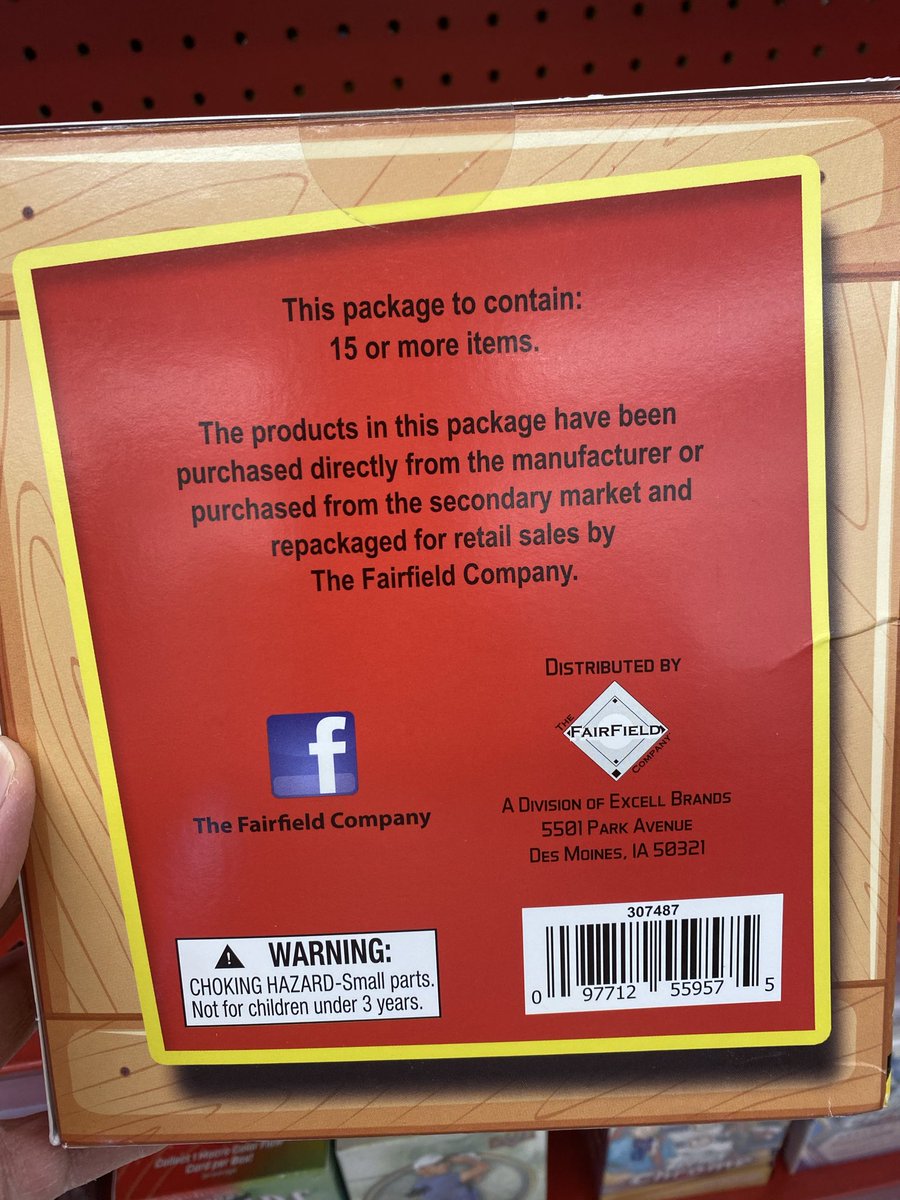 This package to contain:
15 or more items.
The products in this package have been
purchased directly from the manufacturer or
purchased from the secondary market and
repackaged for retail sales by
The Fairfield Company.
DISTRIBUTED BY
THE
FAIRFIELD
COMPANY
f
The Fairfield Company
A DIVISION OF EXCELL BRANDS
5501 PARK AVENUE
DES MOINES, IA 50321
WARNING:
CHOKING HAZARD-Small parts.
Not for children under 3 years.
307487
0 97712 55957 5
Card per Box!